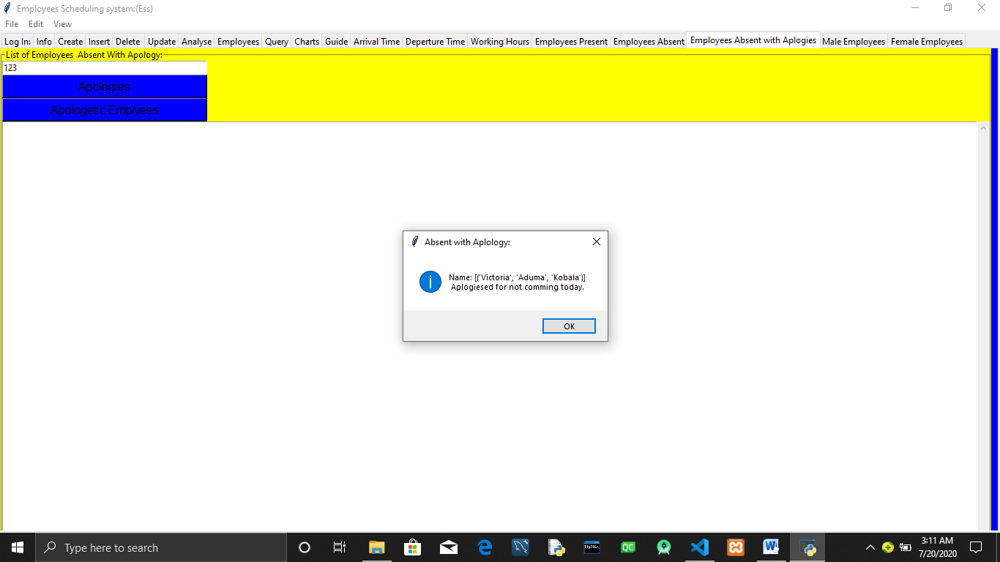 Employees Scheduling system:(Ess)
File Edit View
Log In: Info Create Insert Delete Update Analyse Employees Query Charts Guide Arrival Time Deperture Time Working Hours Employees Present Employees Absent Employees Absent with Aplogies Male Employees Female Employees
List of Employees Absent With Apology:
123
Apologies
Apologetic Emplyees
Absent with Aplology:
Name: [('Victoria', 'Aduma', 'Kobala')]
Aplogiesed for not comming today.
OK
Type here to search
MySQL
QC
W
3:11 AM
7/20/2020